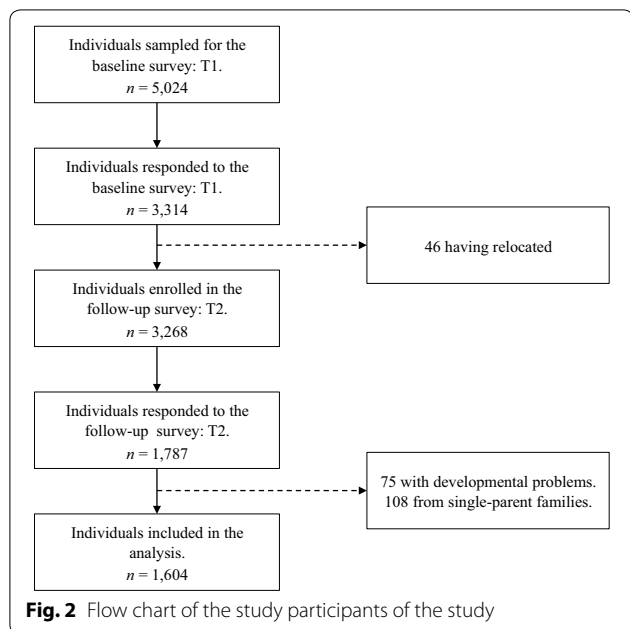 Individuals sampled for the
baseline survey: T1.
n = 5,024
Individuals responded to the
baseline survey: T1.
n = 3,314
46 having relocated
Individuals enrolled in the
follow-up survey: T2.
n = 3,268
Individuals responded to the
follow-up survey: T2.
n = 1,787
75 with developmental problems.
108 from single-parent families.
Individuals included in the
analysis.
n = 1,604
Fig. 2 Flow chart of the study participants of the study